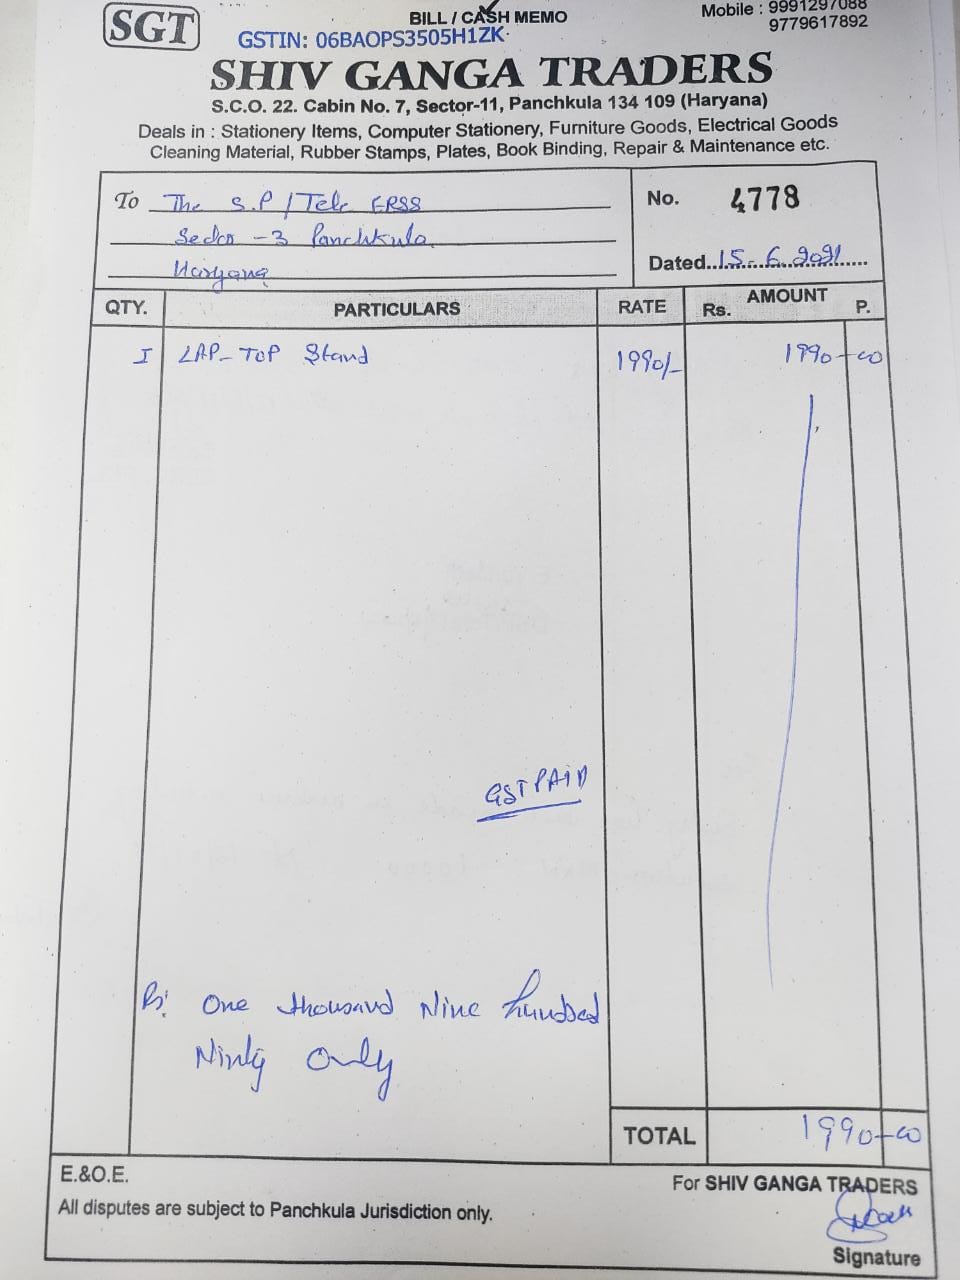 SGT
BILL / CASH MEMO
Mobile : 9991297088
9779617892
GSTIN: 06BAOPS3505H1ZK
SHIV GANGA TRADERS
S.C.O. 22. Cabin No. 7, Sector-11, Panchkula 134 109 (Haryana)
Deals in : Stationery Items, Computer Stationery, Furniture Goods, Electrical Goods
Cleaning Material, Rubber Stamps, Plates, Book Binding, Repair & Maintenance etc.
To The S.P / Tele ERSS
Sector -3 Panchkula
Haryana
No. 4778
Dated..15-6.2021......
QTY. PARTICULARS RATE AMOUNT
Rs. P.
1 LAP-TOP Stand 1990/- 1990-00
GST PAID
Rs: One thousand Nine hundred
Ninty Only
TOTAL 1990-00
E.&O.E.
All disputes are subject to Panchkula Jurisdiction only.
For SHIV GANGA TRADERS
Signature